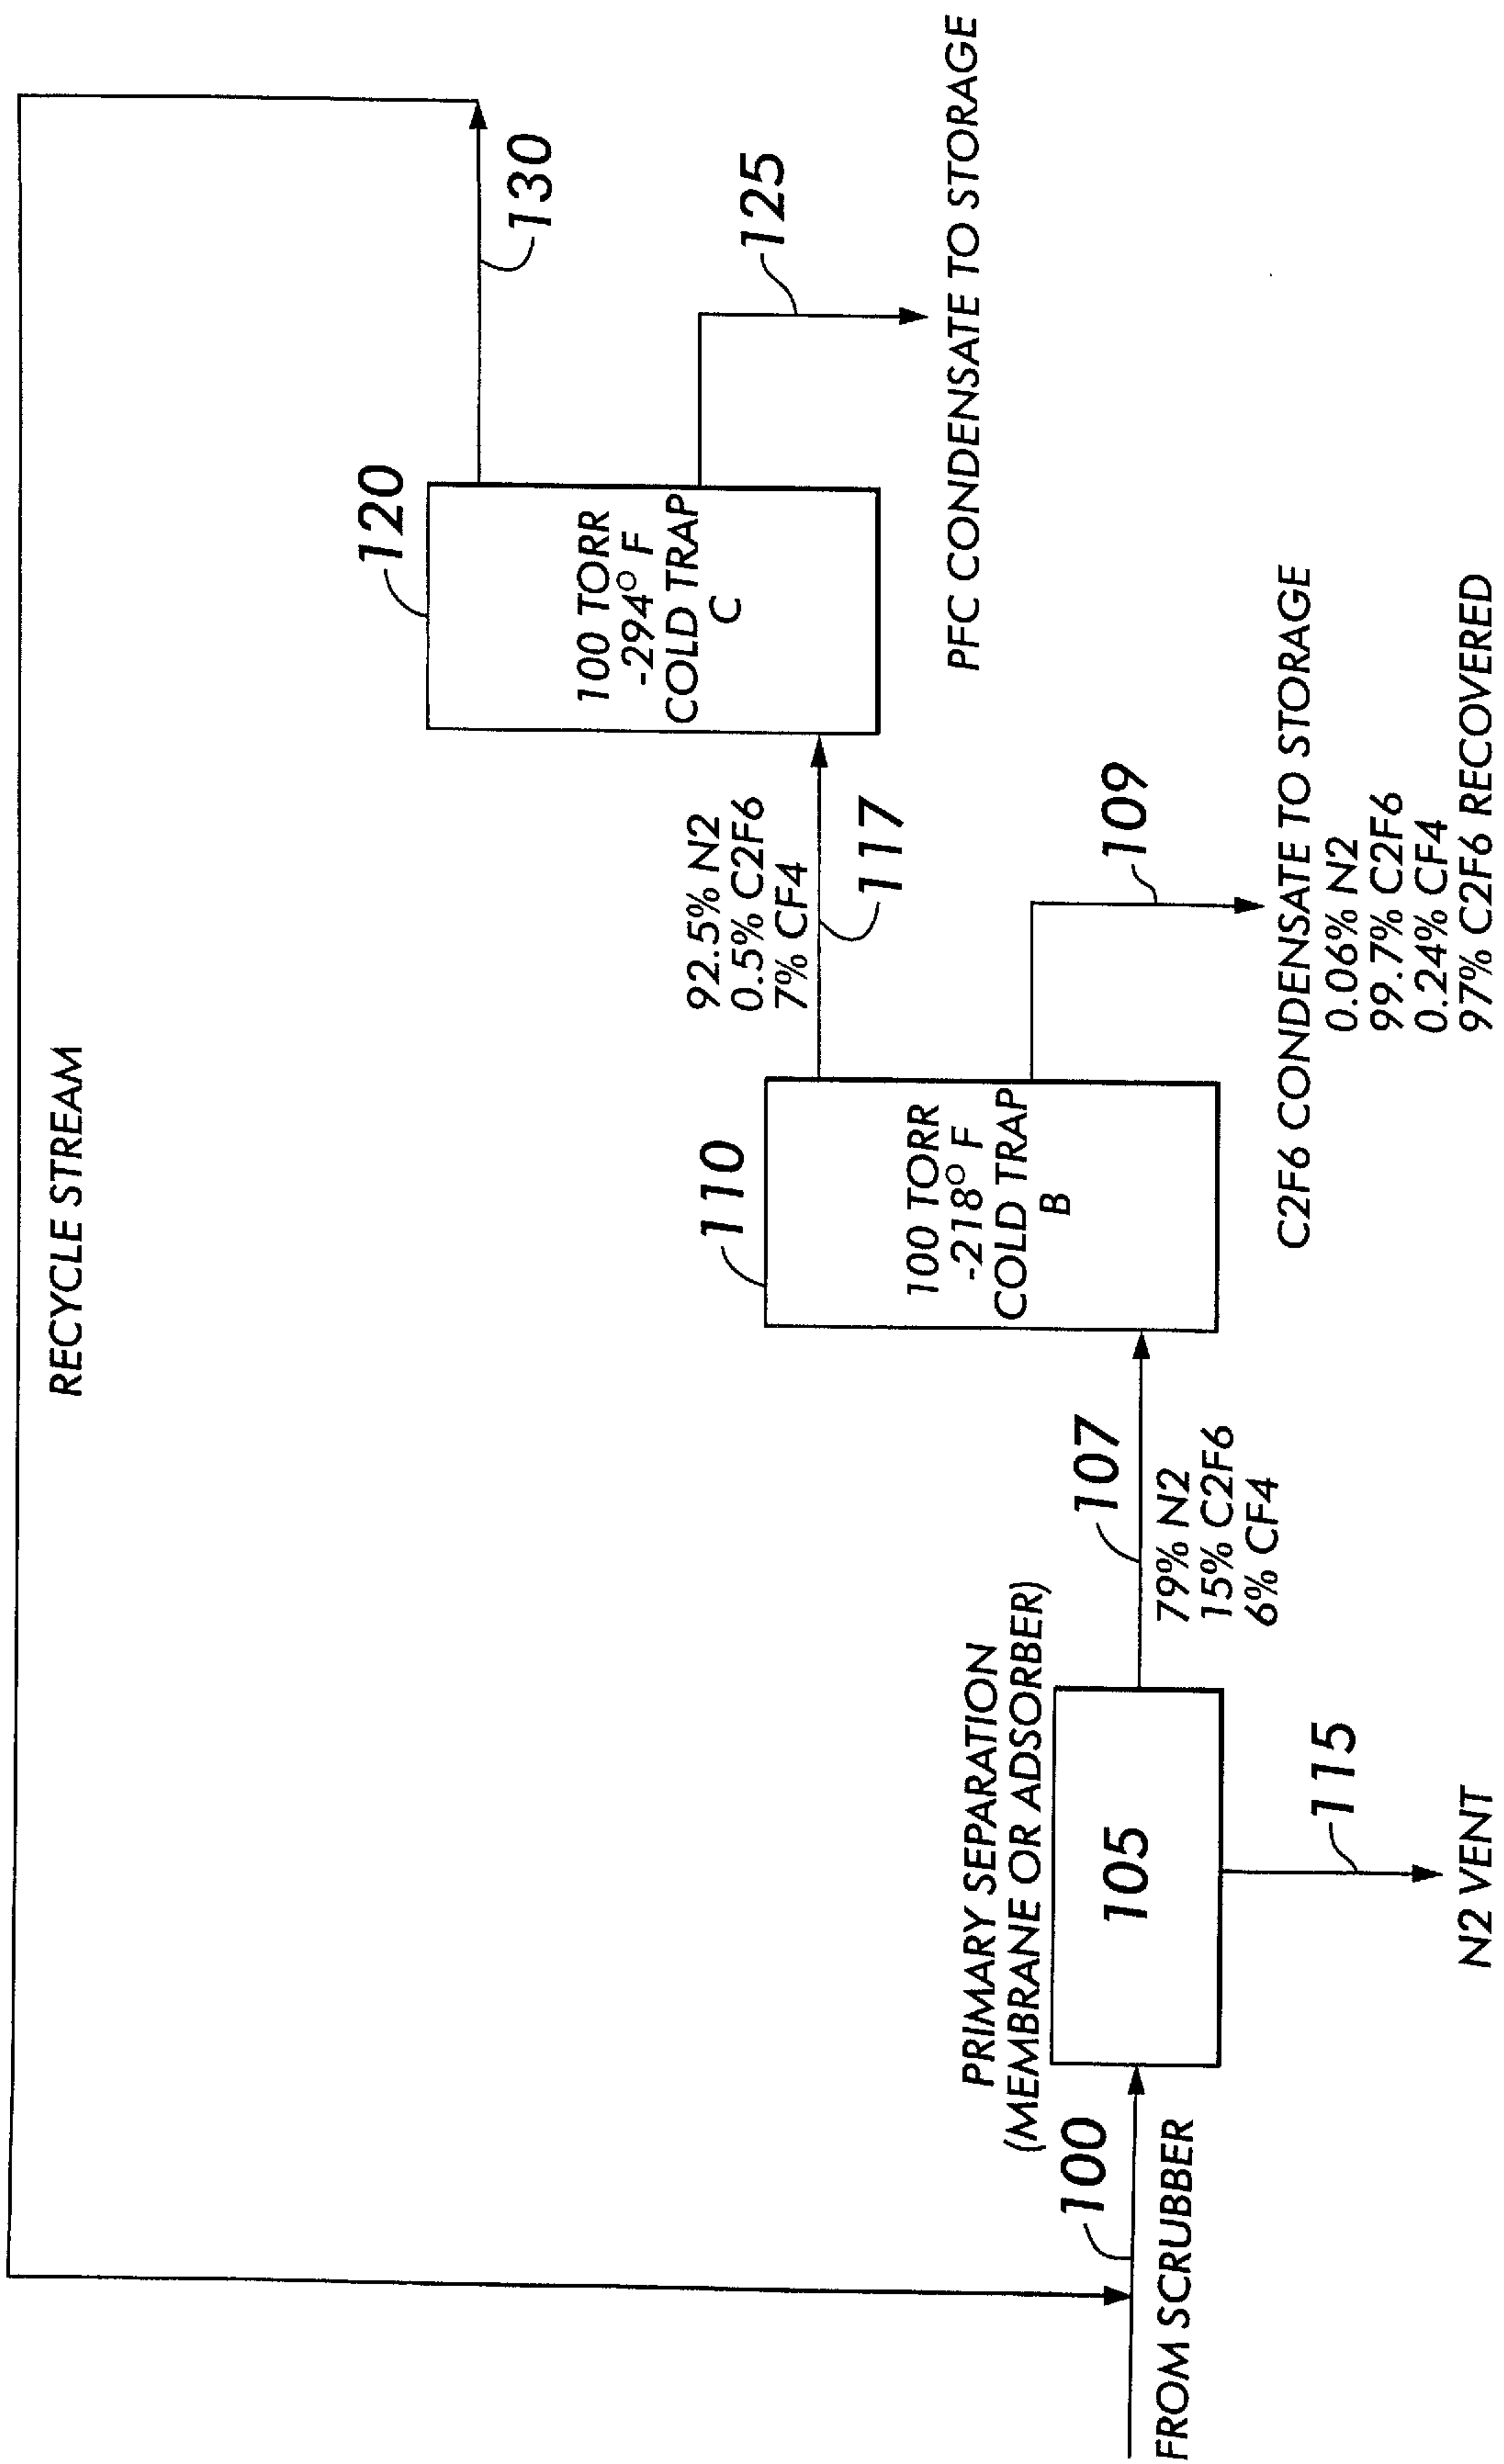 RECYCLE STREAM
130
120
100 TORR
-294° F
COLD TRAP
C
125
PFC CONDENSATE TO STORAGE
92.5% N2
0.5% C2F6
7% CF4
117
110
100 TORR
-218° F
COLD TRAP
B
109
C2F6 CONDENSATE TO STORAGE
0.06% N2
99.7% C2F6
0.24% CF4
97% C2F6 RECOVERED
107
79% N2
15% C2F6
6% CF4
PRIMARY SEPARATION
(MEMBRANE OR ADSORBER)
105
115
N2 VENT
100
FROM SCRUBBER